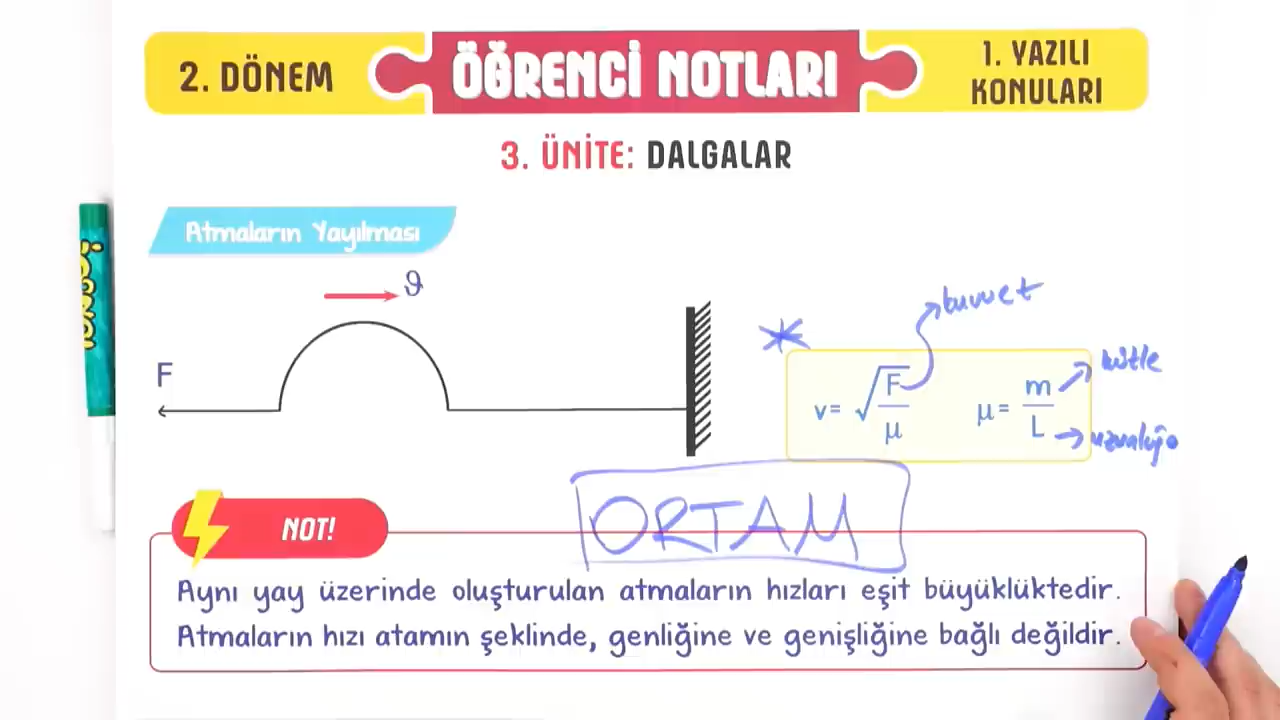 2. DÖNEM
ÖĞRENCİ NOTLARI
1. YAZILI
KONULARI
3. ÜNİTE: DALGALAR
Atmaların Yayılması
ϑ
F
kuvvet
kütle
v= √F/μ
μ= m/L
uzunluğu
ORTAM
NOT!
Aynı yay üzerinde oluşturulan atmaların hızları eşit büyüklüktedir.
Atmaların hızı atamın şeklinde, genliğine ve genişliğine bağlı değildir.